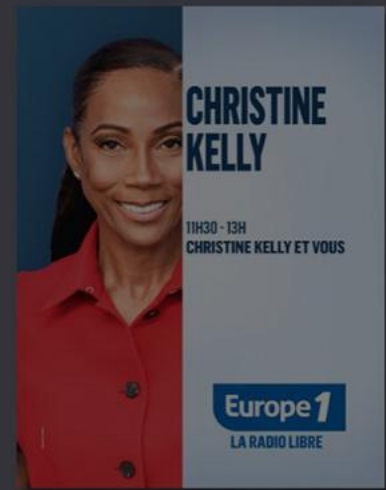 CHRISTINE
KELLY
11H30 - 13H
CHRISTINE KELLY ET VOUS
Europe 1
LA RADIO LIBRE